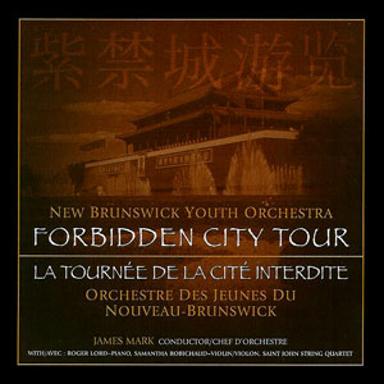 紫禁城游览
NEW BRUNSWICK YOUTH ORCHESTRA
FORBIDDEN CITY TOUR
LA TOURNÉE DE LA CITÉ INTERDITE
ORCHESTRE DES JEUNES DU
NOUVEAU-BRUNSWICK
JAMES MARK CONDUCTOR/CHEF D'ORCHESTRE
WITH/AVEC : ROGER LORD-PIANO, SAMANTHA ROBICHAUD-VIOLIN/VIOLON, SAINT JOHN STRING QUARTET